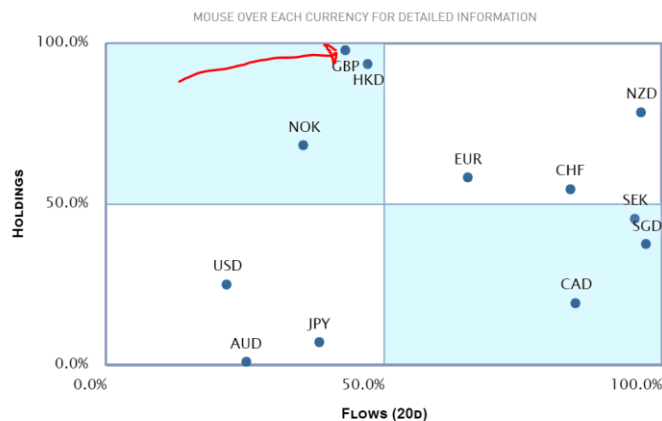 MOUSE OVER EACH CURRENCY FOR DETAILED INFORMATION
100.0%
GBP
HKD
NZD
NOK
EUR
CHF
HOLDINGS
50.0%
SEK
SGD
USD
CAD
JPY
AUD
0.0%
0.0%
50.0%
100.0%
FLOWS (20D)